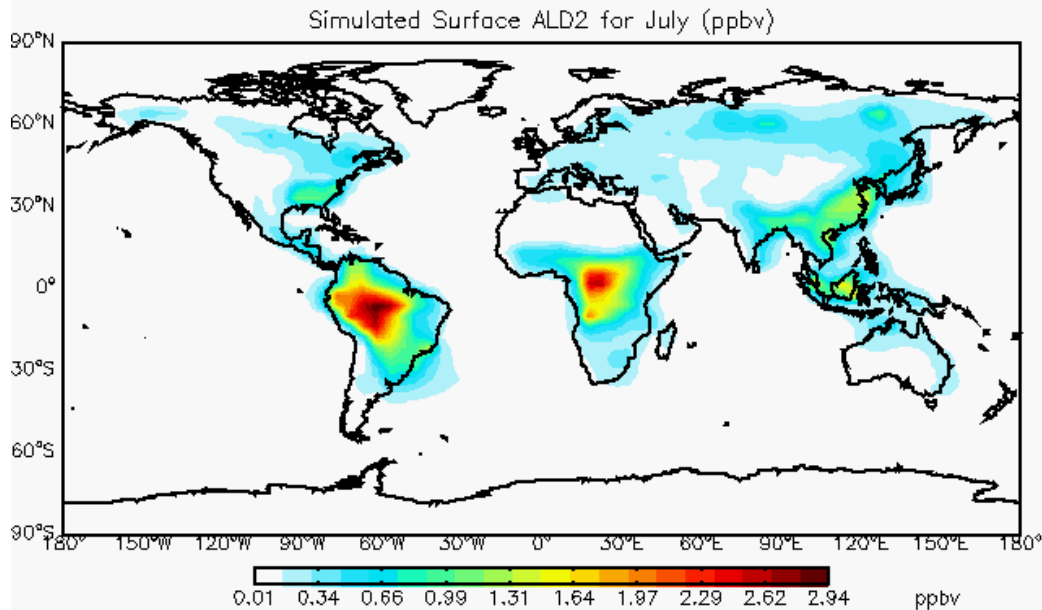 Simulated Surface ALD2 for July (ppbv)
90°N
60°N
30°N
0°
30°S
60°S
90°S
180° 150°W 120°W 90°W 60°W 30°W 0° 30°E 60°E 90°E 120°E 150°E 180°
0.01 0.34 0.66 0.99 1.31 1.64 1.97 2.29 2.62 2.94 ppbv